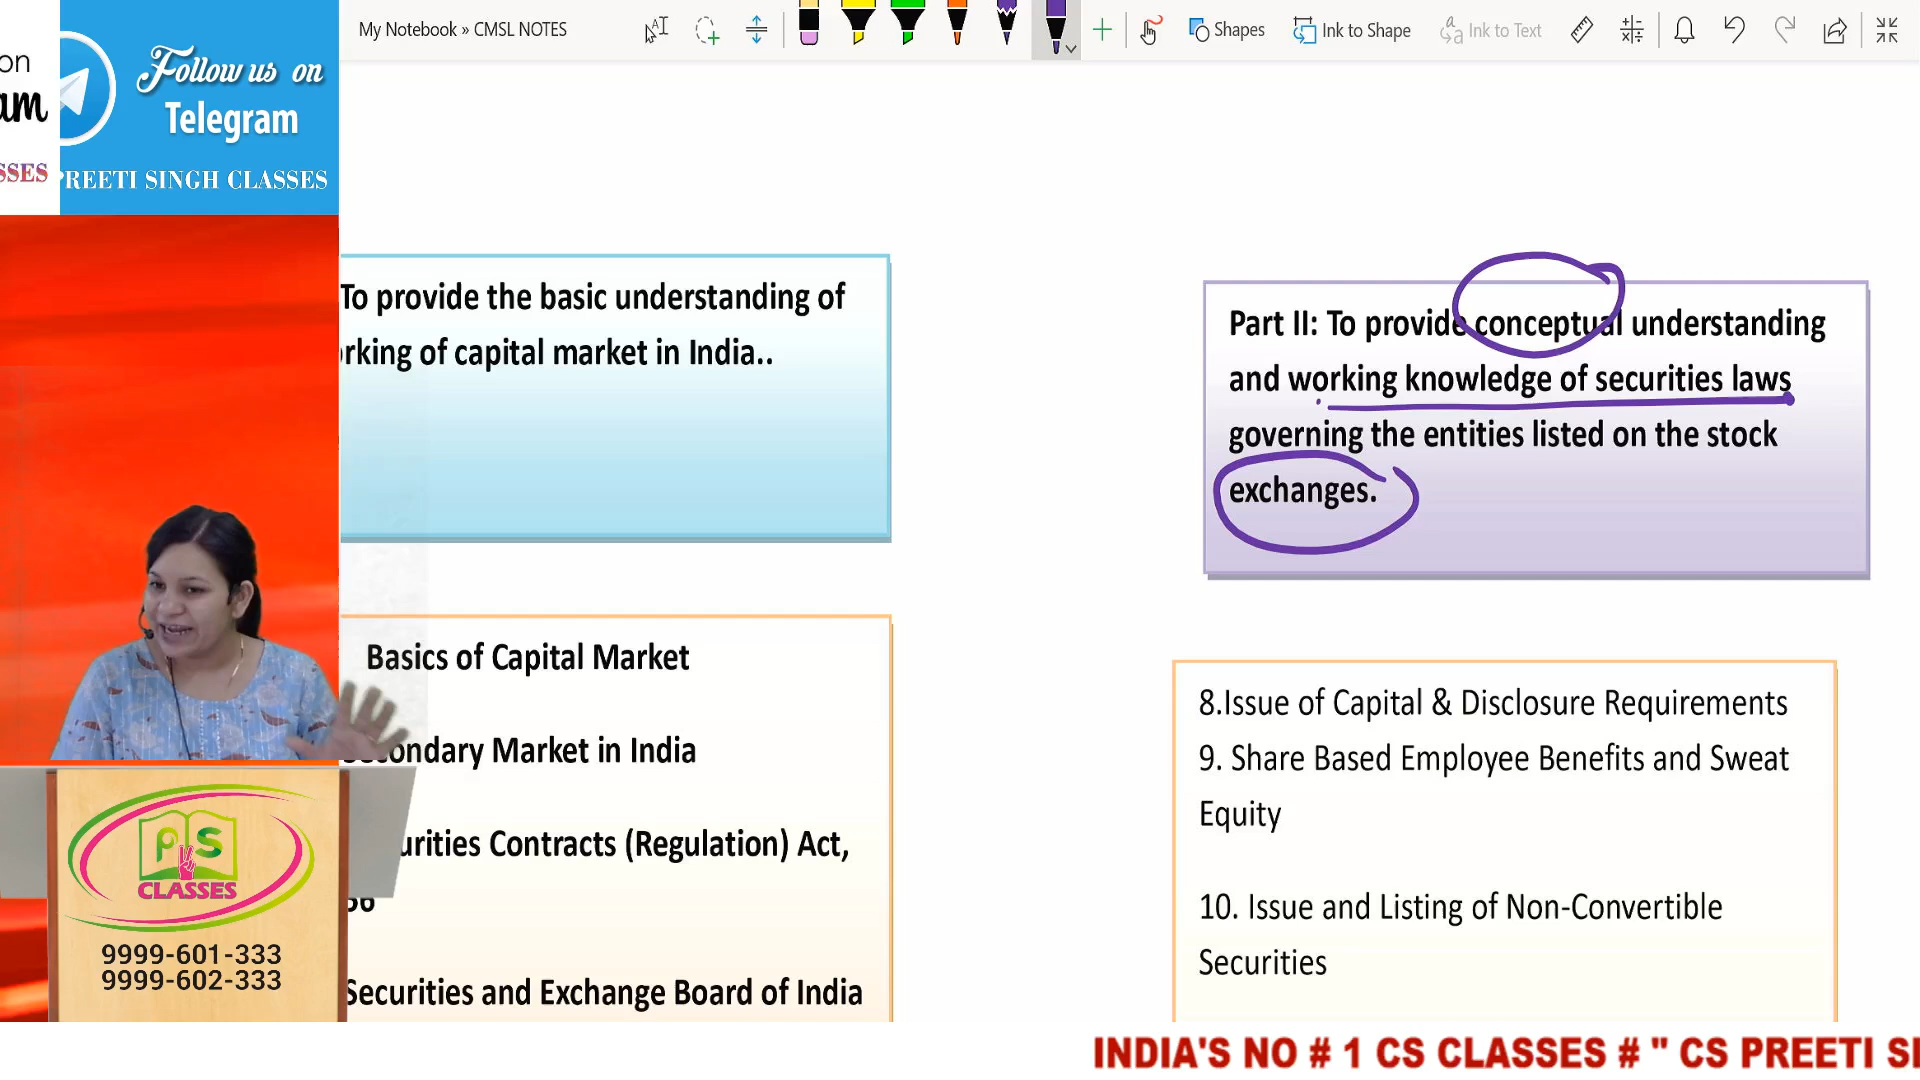 on
am
SSES
Follow us on
Telegram
PREETI SINGH CLASSES
My Notebook » CMSL NOTES
Shapes
Ink to Shape
Ink to Text
To provide the basic understanding of
rking of capital market in India..
Part II: To provide conceptual understanding
and working knowledge of securities laws
governing the entities listed on the stock
exchanges.
Basics of Capital Market
ondary Market in India
urities Contracts (Regulation) Act,
56
Securities and Exchange Board of India
8.Issue of Capital & Disclosure Requirements
9. Share Based Employee Benefits and Sweat
Equity
10. Issue and Listing of Non-Convertible
Securities
PS
CLASSES
9999-601-333
9999-602-333
INDIA'S NO # 1 CS CLASSES # " CS PREETI SI